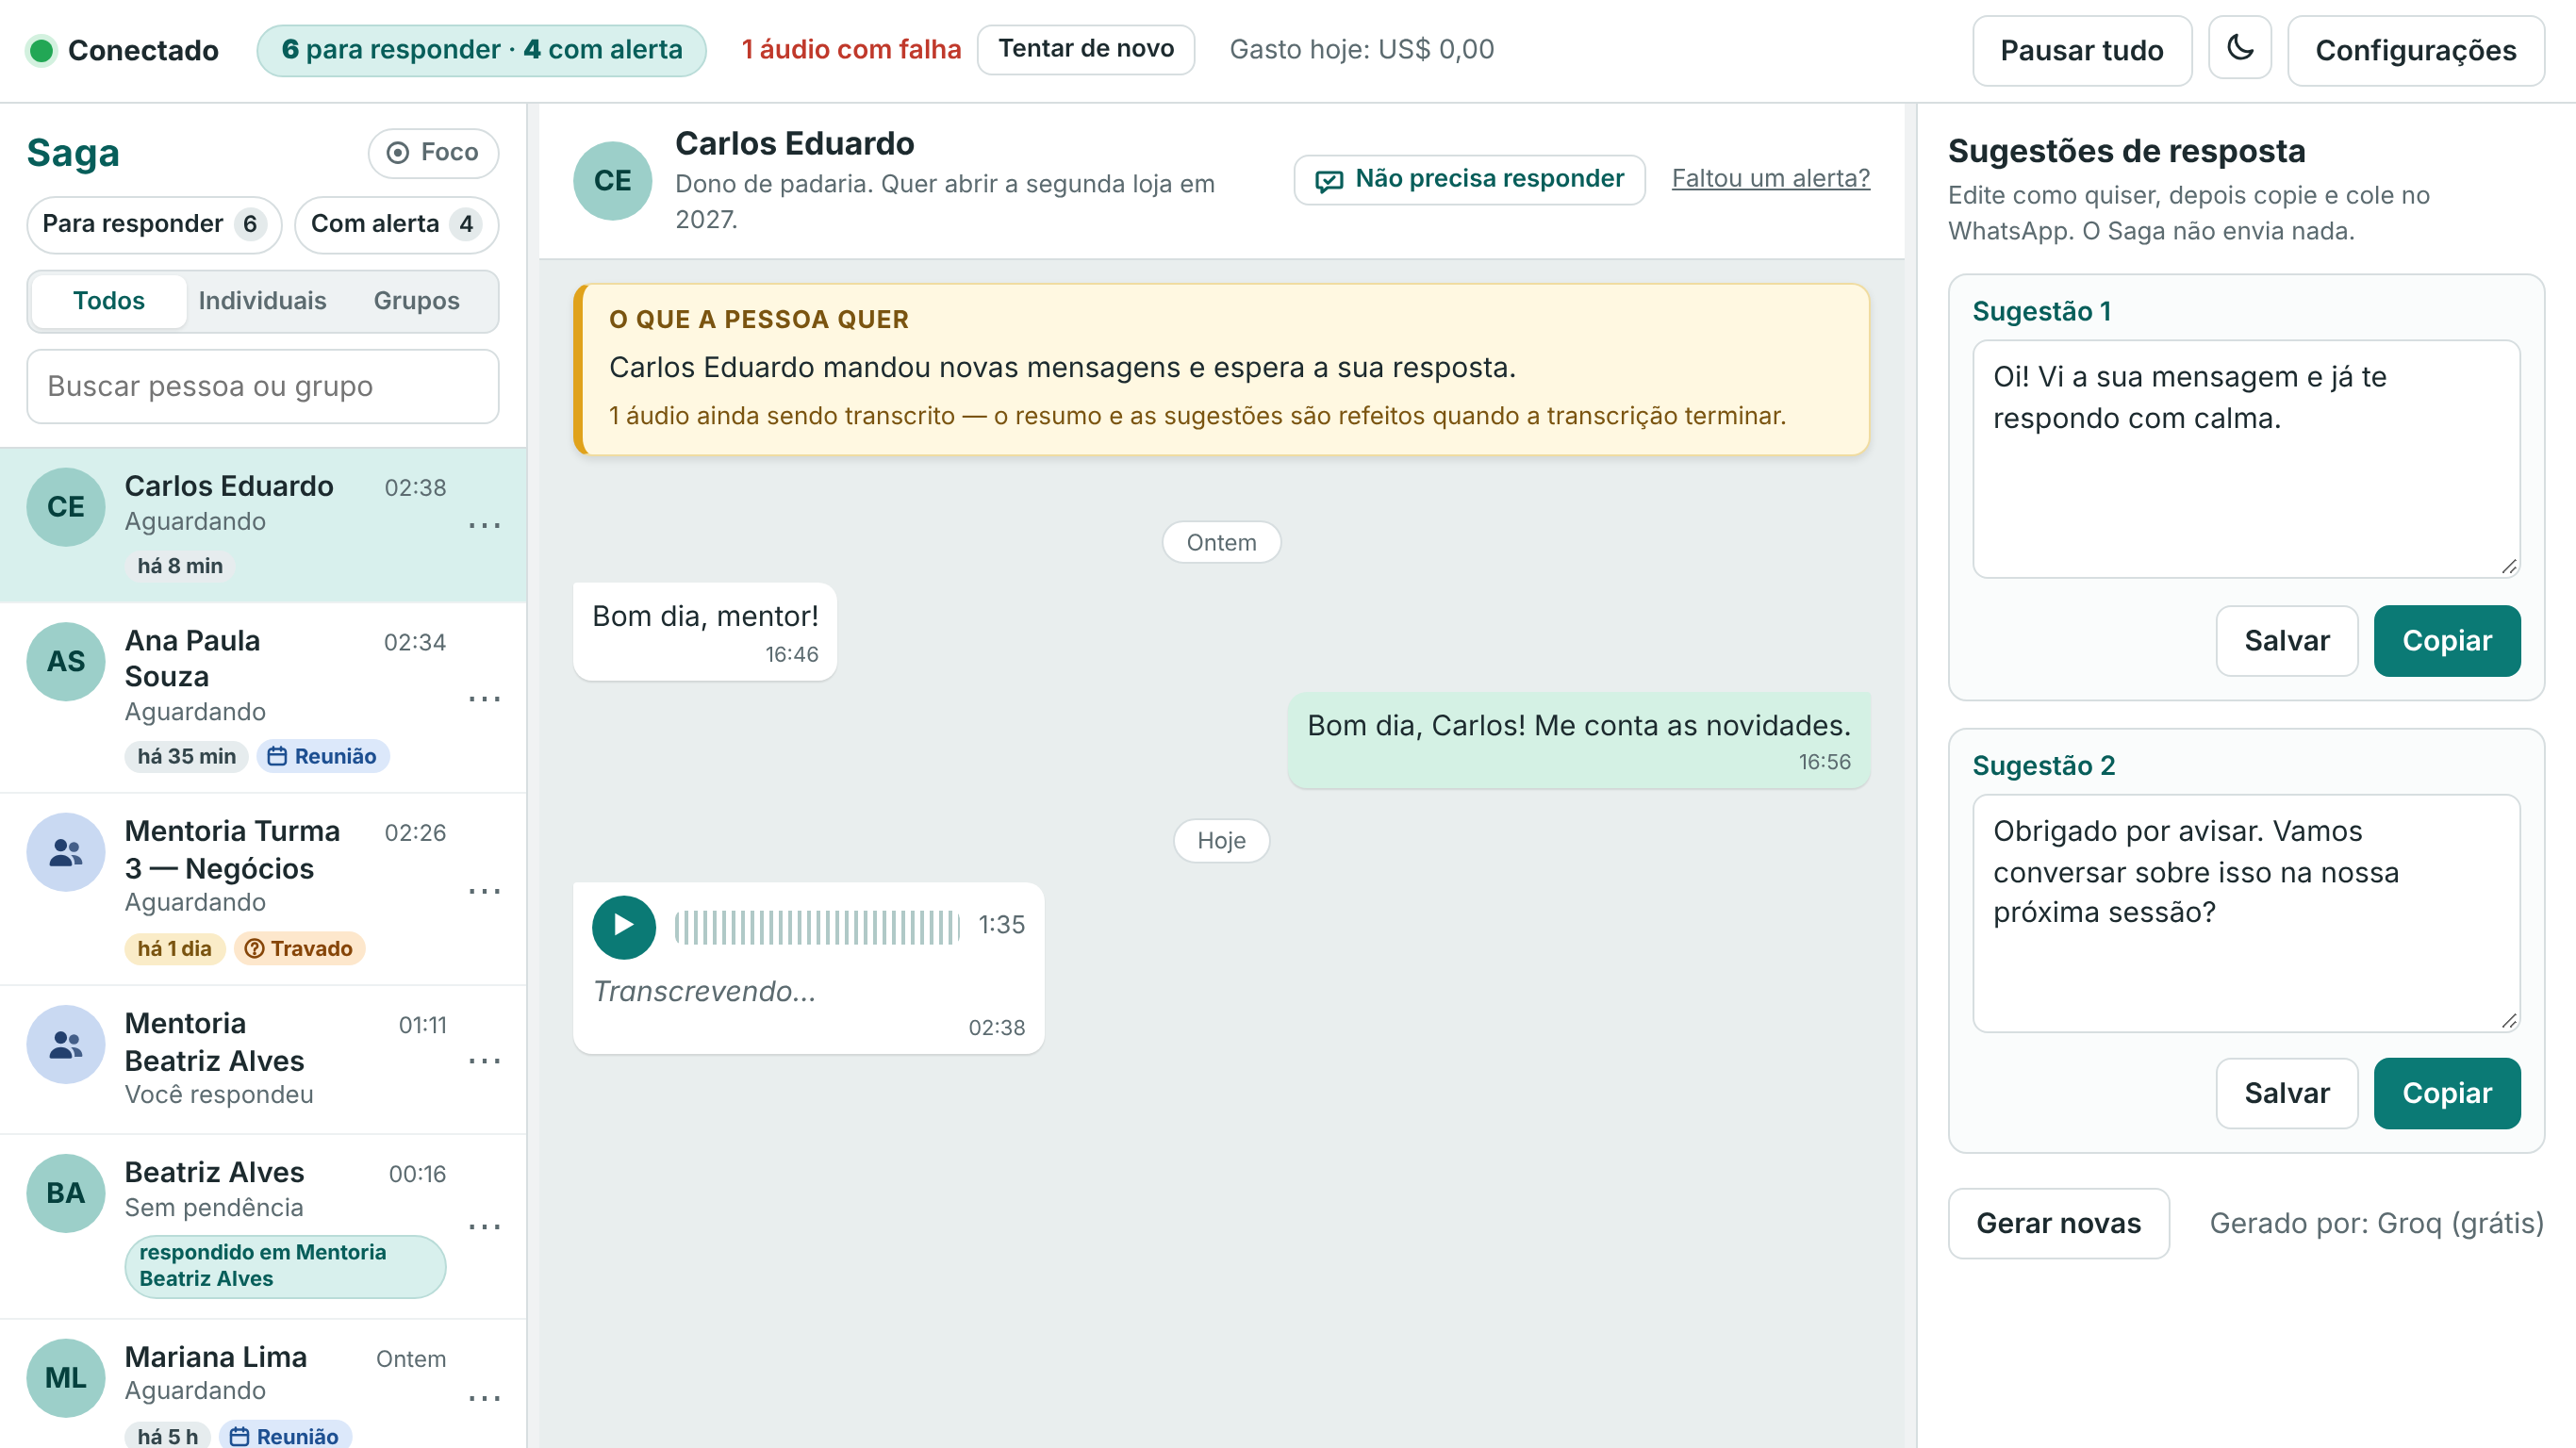 Conectado
6 para responder · 4 com alerta
1 áudio com falha
Tentar de novo
Gasto hoje: US$ 0,00
Pausar tudo
Configurações
Saga
Foco
Para responder 6
Com alerta 4
Todos
Individuais
Grupos
Buscar pessoa ou grupo
CE
Carlos Eduardo
02:38
Aguardando
há 8 min
AS
Ana Paula
Souza
02:34
Aguardando
há 35 min
Reunião
Mentoria Turma
3 — Negócios
02:26
Aguardando
há 1 dia
Travado
Mentoria
Beatriz Alves
01:11
Você respondeu
BA
Beatriz Alves
00:16
Sem pendência
respondido em Mentoria
Beatriz Alves
ML
Mariana Lima
Ontem
Aguardando
há 5 h
Reunião
CE
Carlos Eduardo
Dono de padaria. Quer abrir a segunda loja em
2027.
Não precisa responder
Faltou um alerta?
O QUE A PESSOA QUER
Carlos Eduardo mandou novas mensagens e espera a sua resposta.
1 áudio ainda sendo transcrito — o resumo e as sugestões são refeitos quando a transcrição terminar.
Ontem
Bom dia, mentor!
16:46
Bom dia, Carlos! Me conta as novidades.
16:56
Hoje
1:35
Transcrevendo...
02:38
Sugestões de resposta
Edite como quiser, depois copie e cole no
WhatsApp. O Saga não envia nada.
Sugestão 1
Oi! Vi a sua mensagem e já te
respondo com calma.
Salvar
Copiar
Sugestão 2
Obrigado por avisar. Vamos
conversar sobre isso na nossa
próxima sessão?
Salvar
Copiar
Gerar novas
Gerado por: Groq (grátis)